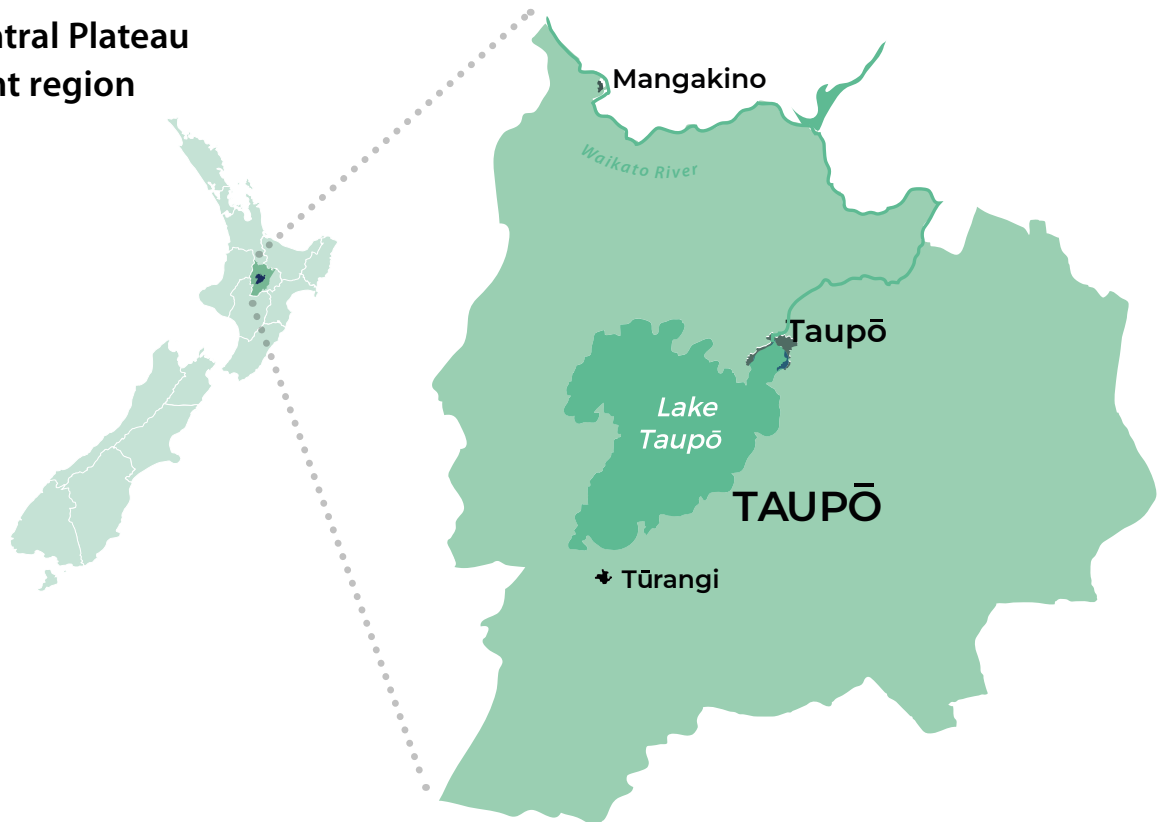 ntral Plateau
nt region
Mangakino
Waikato River
Taupō
Lake
Taupō
TAUPŌ
Tūrangi